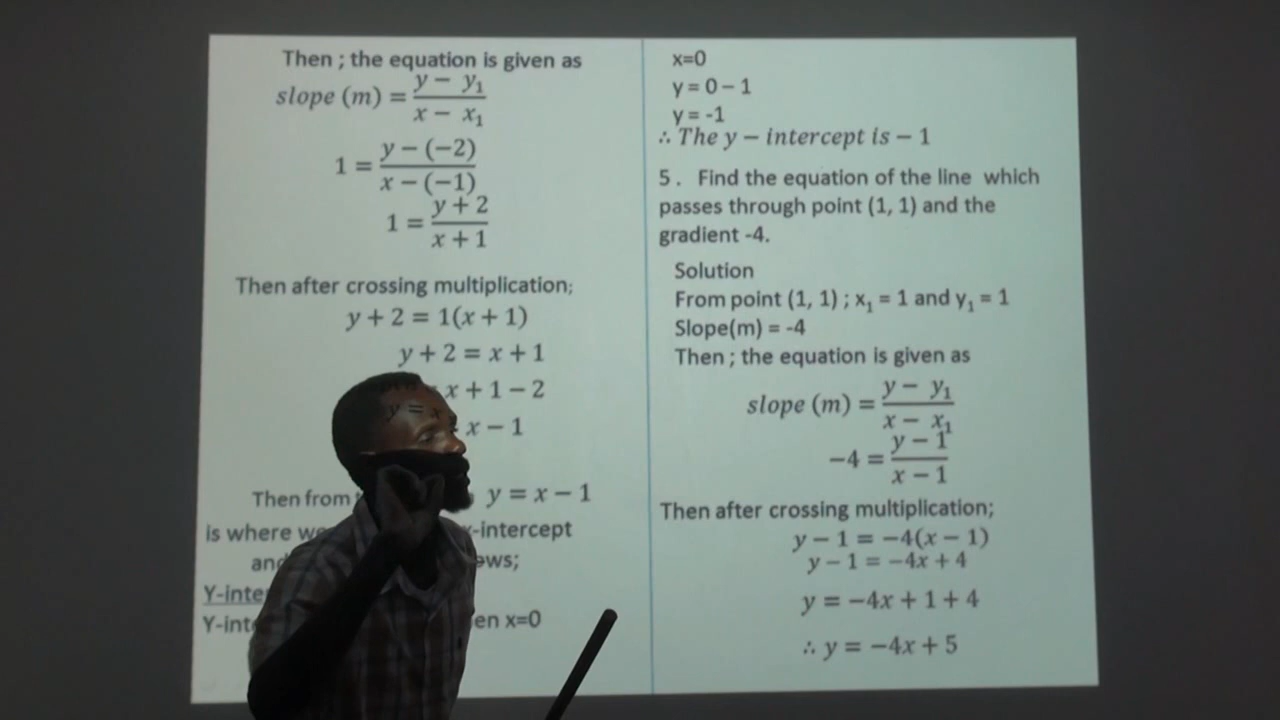 Then ; the equation is given as
slope (m) = (y − y₁)/(x − x₁)
1 = (y − (−2))/(x − (−1))
1 = (y + 2)/(x + 1)
Then after crossing multiplication;
y + 2 = 1(x + 1)
y + 2 = x + 1
y = x + 1 − 2
x − 1
Then from y = x − 1
is where x-intercept
and
Y-inte
Y-int x=0
x=0
y = 0 – 1
y = -1
∴ The y − intercept is − 1
5 . Find the equation of the line which
passes through point (1, 1) and the
gradient -4.
Solution
From point (1, 1) ; x₁ = 1 and y₁ = 1
Slope(m) = -4
Then ; the equation is given as
slope (m) = (y − y₁)/(x − x₁)
−4 = (y − 1)/(x − 1)
Then after crossing multiplication;
y − 1 = −4(x − 1)
y − 1 = −4x + 4
y = −4x + 1 + 4
∴ y = −4x + 5